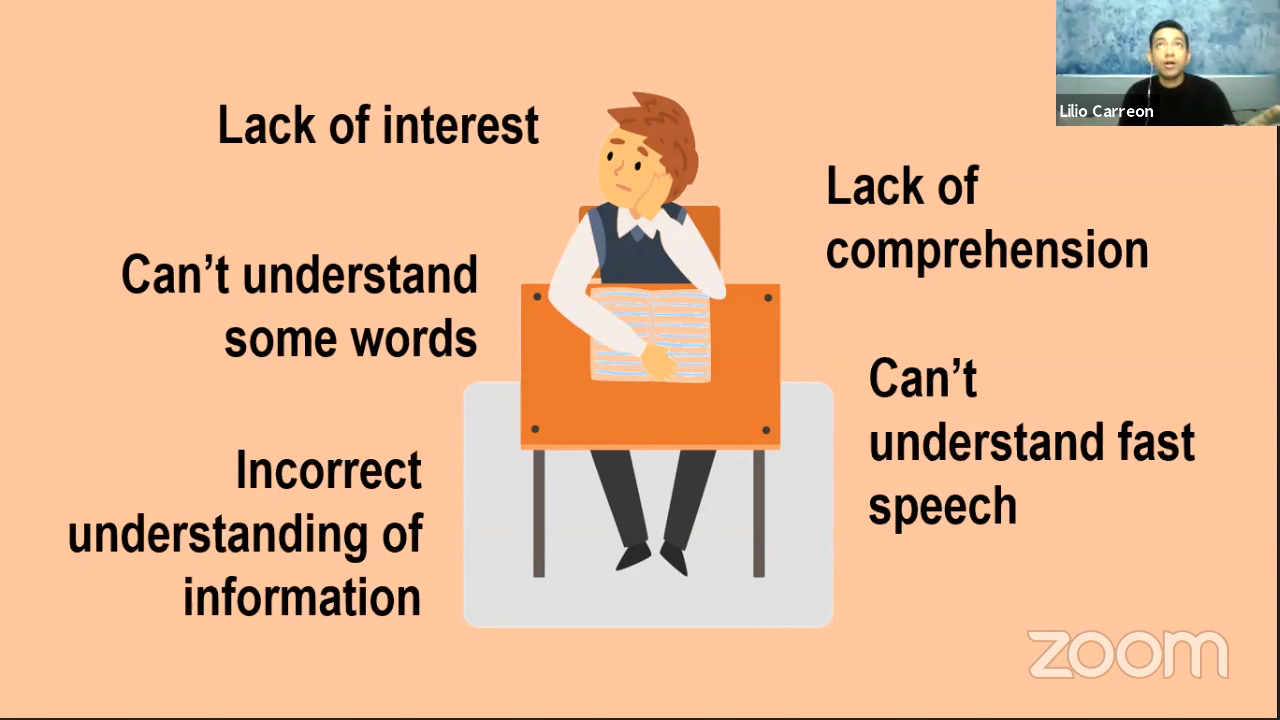 Lack of interest
Can’t understand
some words
Incorrect
understanding of
information
Lack of
comprehension
Can’t
understand fast
speech
Lilio Carreon
zoom